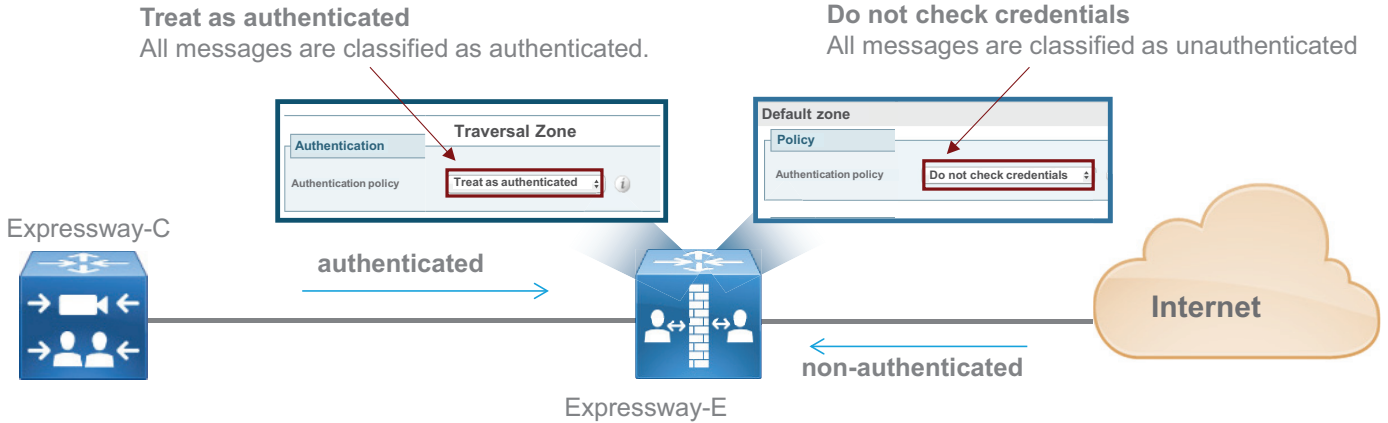 Treat as authenticated
All messages are classified as authenticated.
Do not check credentials
All messages are classified as unauthenticated
Traversal Zone
Authentication
Authentication policy
Treat as authenticated
i
Default zone
Policy
Authentication policy
Do not check credentials
Expressway-C
authenticated
Internet
non-authenticated
Expressway-E